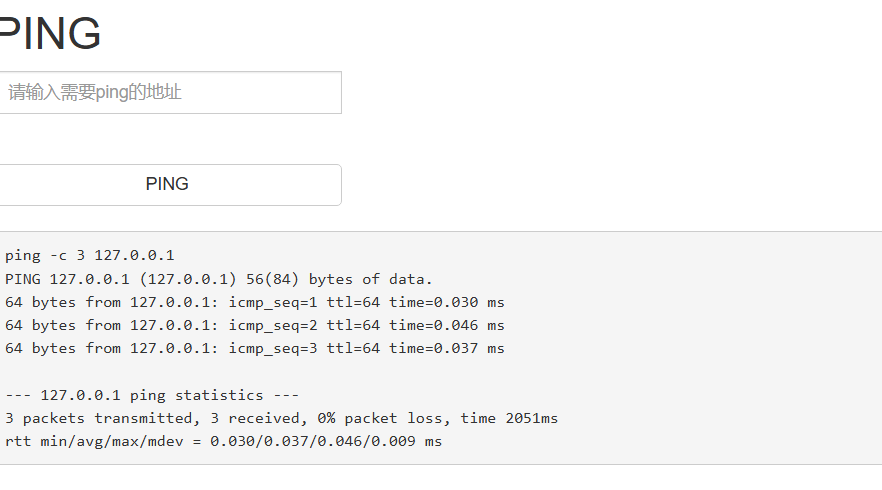 PING
请输入需要ping的地址
PING
ping -c 3 127.0.0.1
PING 127.0.0.1 (127.0.0.1) 56(84) bytes of data.
64 bytes from 127.0.0.1: icmp_seq=1 ttl=64 time=0.030 ms
64 bytes from 127.0.0.1: icmp_seq=2 ttl=64 time=0.046 ms
64 bytes from 127.0.0.1: icmp_seq=3 ttl=64 time=0.037 ms
--- 127.0.0.1 ping statistics ---
3 packets transmitted, 3 received, 0% packet loss, time 2051ms
rtt min/avg/max/mdev = 0.030/0.037/0.046/0.009 ms